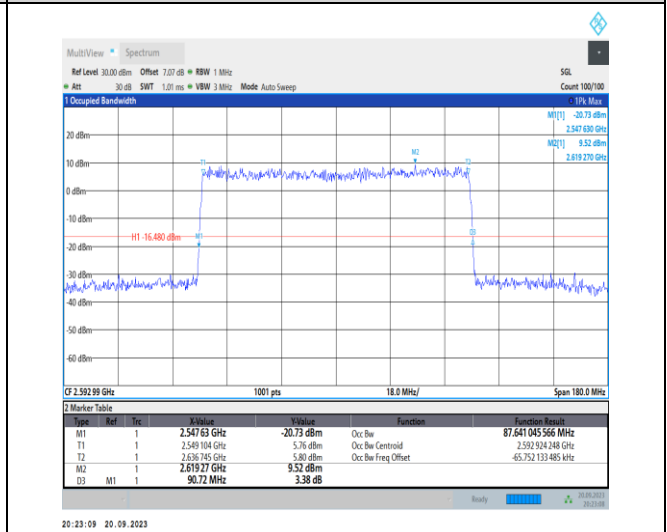 MultiView Spectrum
Ref Level 30.00 dBm Offset 7.07 dB RBW 1 MHz SGL
Att 30 dB SWT 1.01 ms VBW 3 MHz Mode Auto Sweep Count 100/100
1 Occupied Bandwidth 1Pk Max
M1[1] -20.73 dBm
2.547 630 GHz
M2[1] 9.52 dBm
2.619 270 GHz
20 dBm
M2
T1 T2
10 dBm
0 dBm
-10 dBm
H1 -16.480 dBm M1 D3
-20 dBm
-30 dBm
-40 dBm
-50 dBm
-60 dBm
CF 2.592 99 GHz 1001 pts 18.0 MHz/ Span 180.0 MHz
2 Marker Table
Type Ref Trc X-Value Y-Value Function Function Result
M1 1 2.547 63 GHz -20.73 dBm Occ Bw 87.641 045 566 MHz
T1 1 2.549 104 GHz 5.76 dBm Occ Bw Centroid 2.592 924 248 GHz
T2 1 2.636 745 GHz 5.80 dBm Occ Bw Freq Offset -65.752 133 485 kHz
M2 1 2.619 27 GHz 9.52 dBm
D3 M1 1 90.72 MHz 3.38 dB
Ready 20.09.2023
20:23:08
20:23:09 20.09.2023